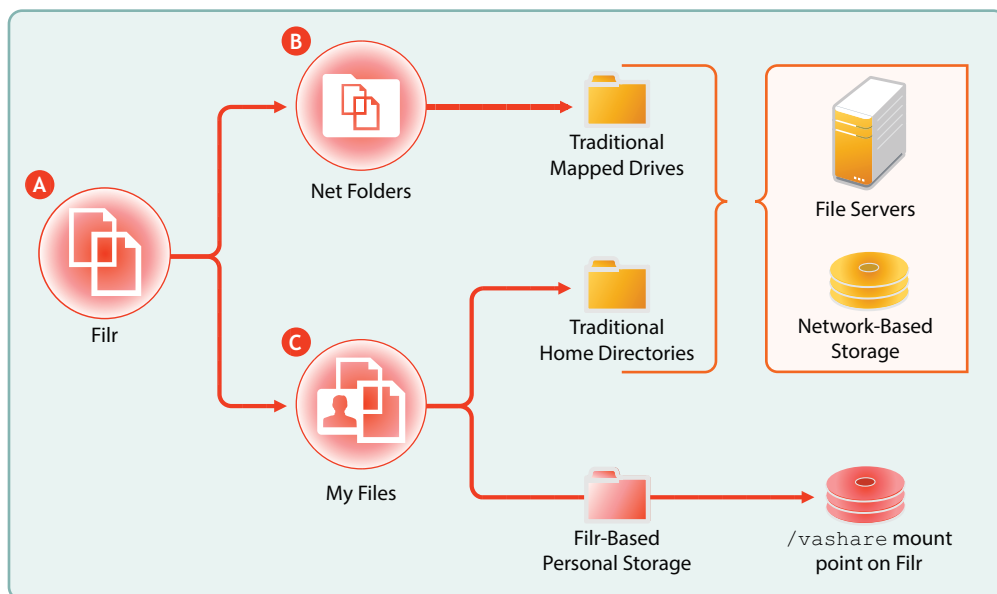 B
Net Folders
Traditional
Mapped Drives
File Servers
A
Filr
Traditional
Home Directories
Network-Based
Storage
C
My Files
Filr-Based
Personal Storage
/vashare mount
point on Filr